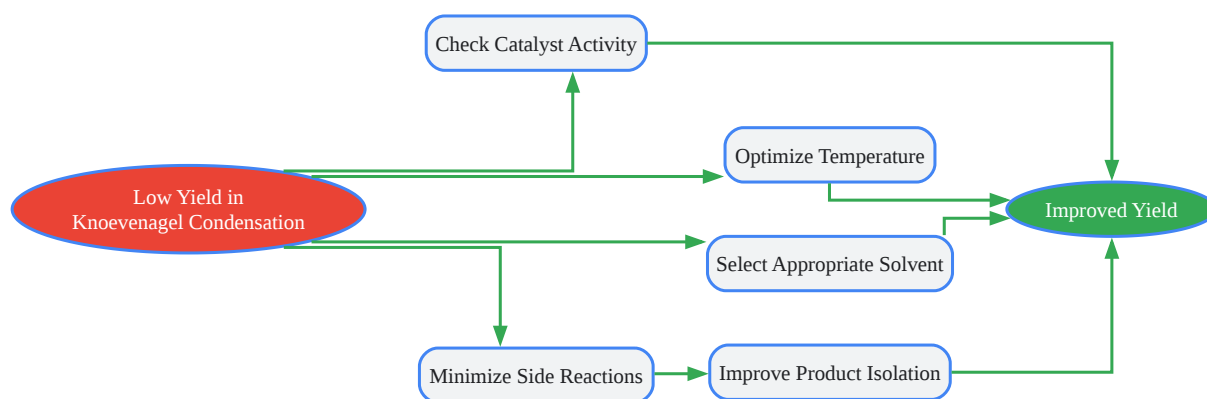 Check Catalyst Activity
Optimize Temperature
Low Yield in
Knoevenagel Condensation
Improved Yield
Select Appropriate Solvent
Minimize Side Reactions
Improve Product Isolation